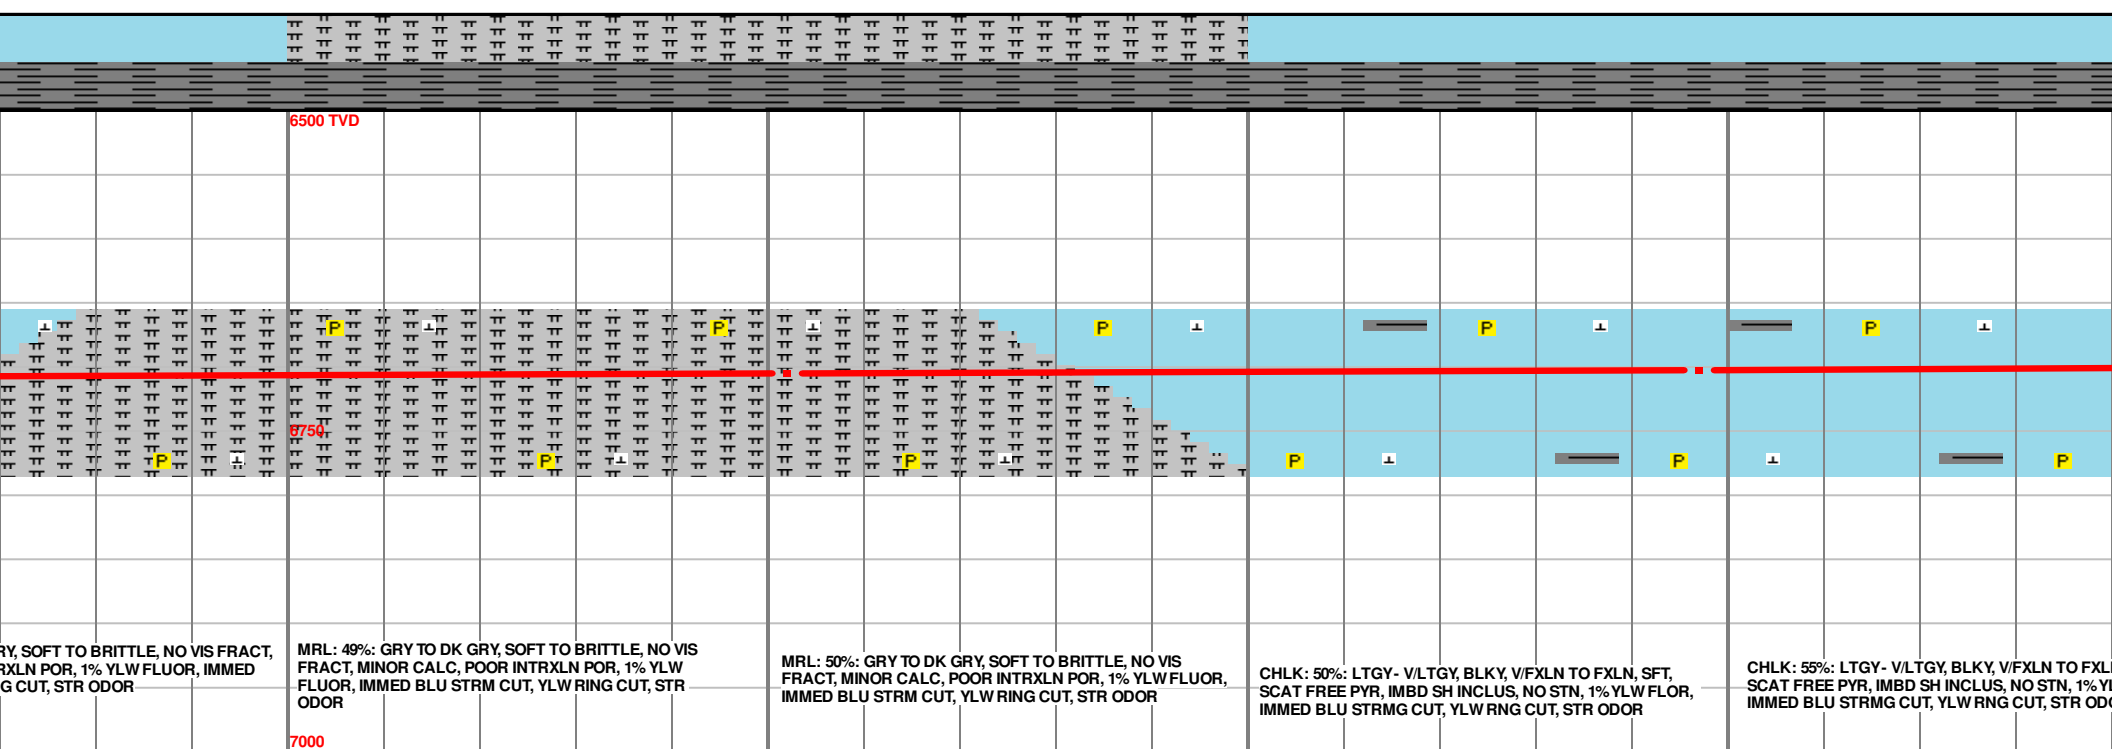 6500 TVD
6750
RY, SOFT TO BRITTLE, NO VIS FRACT,
RXLN POR, 1% YLW FLUOR, IMMED
G CUT, STR ODOR
MRL: 49%: GRY TO DK GRY, SOFT TO BRITTLE, NO VIS
FRACT, MINOR CALC, POOR INTRXLN POR, 1% YLW
FLUOR, IMMED BLU STRM CUT, YLW RING CUT, STR
ODOR
MRL: 50%: GRY TO DK GRY, SOFT TO BRITTLE, NO VIS
FRACT, MINOR CALC, POOR INTRXLN POR, 1% YLW FLUOR,
IMMED BLU STRM CUT, YLW RING CUT, STR ODOR
CHLK: 50%: LTGY- V/LTGY, BLKY, V/FXLN TO FXLN, SFT,
SCAT FREE PYR, IMBD SH INCLUS, NO STN, 1%YLW FLOR,
IMMED BLU STRMG CUT, YLW RNG CUT, STR ODOR
CHLK: 55%: LTGY- V/LTGY, BLKY, V/FXLN TO FXL
SCAT FREE PYR, IMBD SH INCLUS, NO STN, 1%YL
IMMED BLU STRMG CUT, YLW RNG CUT, STR OD
7000
P
P
P
P
P
P
P
P
P
P
P